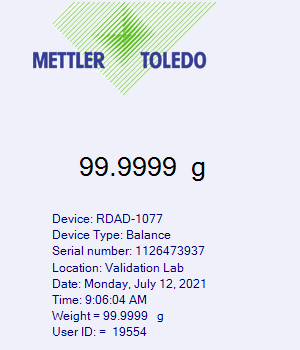 METTLER TOLEDO
99.9999 g
Device: RDAD-1077
Device Type: Balance
Serial number: 1126473937
Location: Validation Lab
Date: Monday, July 12, 2021
Time: 9:06:04 AM
Weight = 99.9999 g
User ID: = 19554